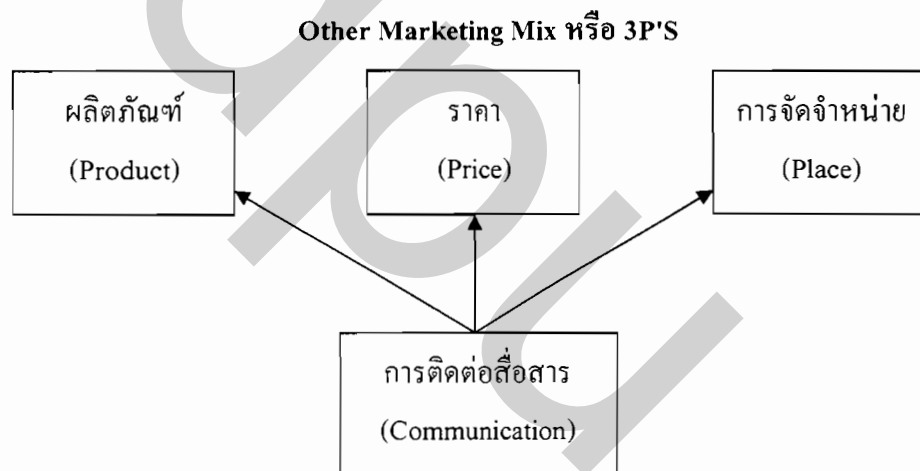 Other Marketing Mix หรือ 3P'S
ผลิตภัณฑ์
(Product)
ราคา
(Price)
การจัดจำหน่าย
(Place)
การติดต่อสื่อสาร
(Communication)
dpu